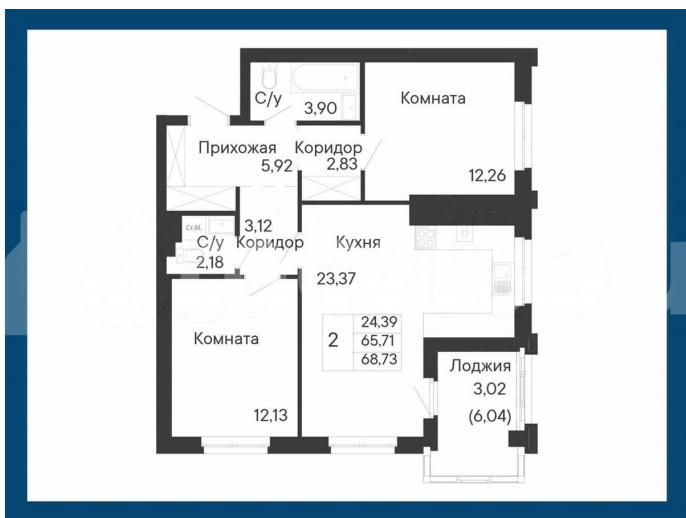 С/у
3,90
Комната
12,26
Прихожая
5,92
Коридор
2,83
Ст.М.
С/у
2,18
3,12
Коридор
Кухня
23,37
2
24,39
65,71
68,73
Комната
12,13
Лоджия
3,02
(6,04)